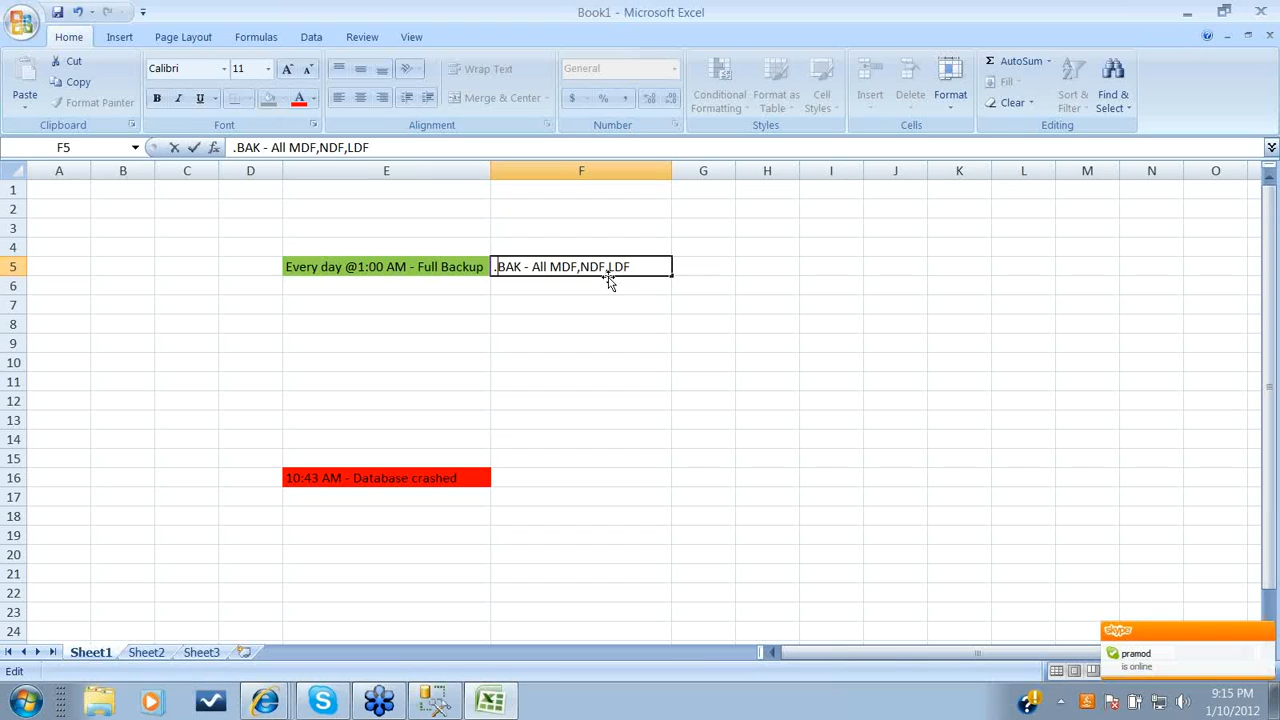 Book1 - Microsoft Excel
Home Insert Page Layout Formulas Data Review View
Paste
Cut
Copy
Format Painter
Clipboard
Calibri 11
B I U
Font
Wrap Text
Merge & Center
Alignment
General
$ % ,
Number
Conditional Formatting
Format as Table
Cell Styles
Styles
Insert Delete Format
Cells
AutoSum
Fill
Clear
Sort & Filter
Find & Select
Editing
F5 fx .BAK - All MDF,NDF,LDF
A B C D E F G H I J K L M N O
1
2
3
4
5 Every day @1:00 AM - Full Backup .BAK - All MDF,NDF,LDF
6
7
8
9
10
11
12
13
14
15
16 10:43 AM - Database crashed
17
18
19
20
21
22
23
24
Sheet1 Sheet2 Sheet3
Edit
skype
pramod
is online
9:15 PM
1/10/2012